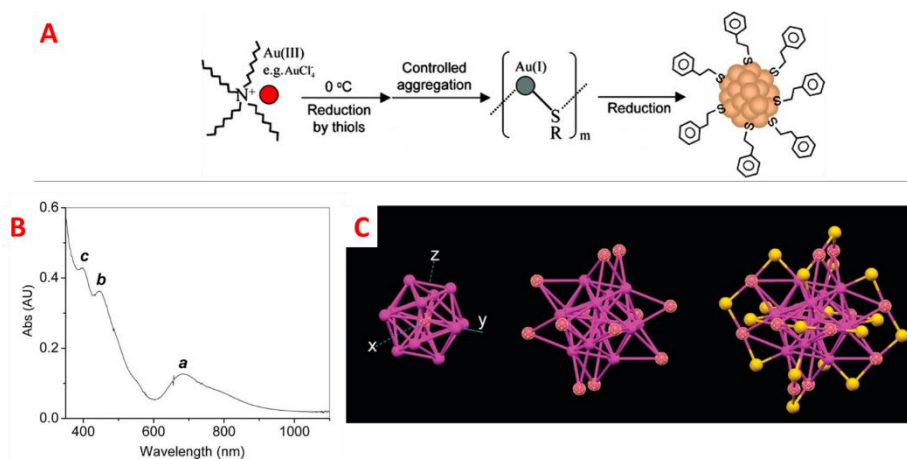 A
Au(III)
e.g. AuCl₄⁻
N⁺
0 ºC
Reduction
by thiols
Controlled
aggregation
Au(I)
S
R
m
Reduction
S S S S S S S S
B
0.6
0.4
0.2
0.0
Abs (AU)
c
b
a
400 600 800 1000
Wavelength (nm)
C
z
y
x